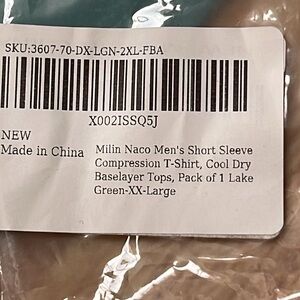 SKU:3607-70-DX-LGN-2XL-FBA
X002ISSQ5J
NEW
Made in China
Milin Naco Men's Short Sleeve
Compression T-Shirt, Cool Dry
Baselayer Tops, Pack of 1 Lake
Green-XX-Large